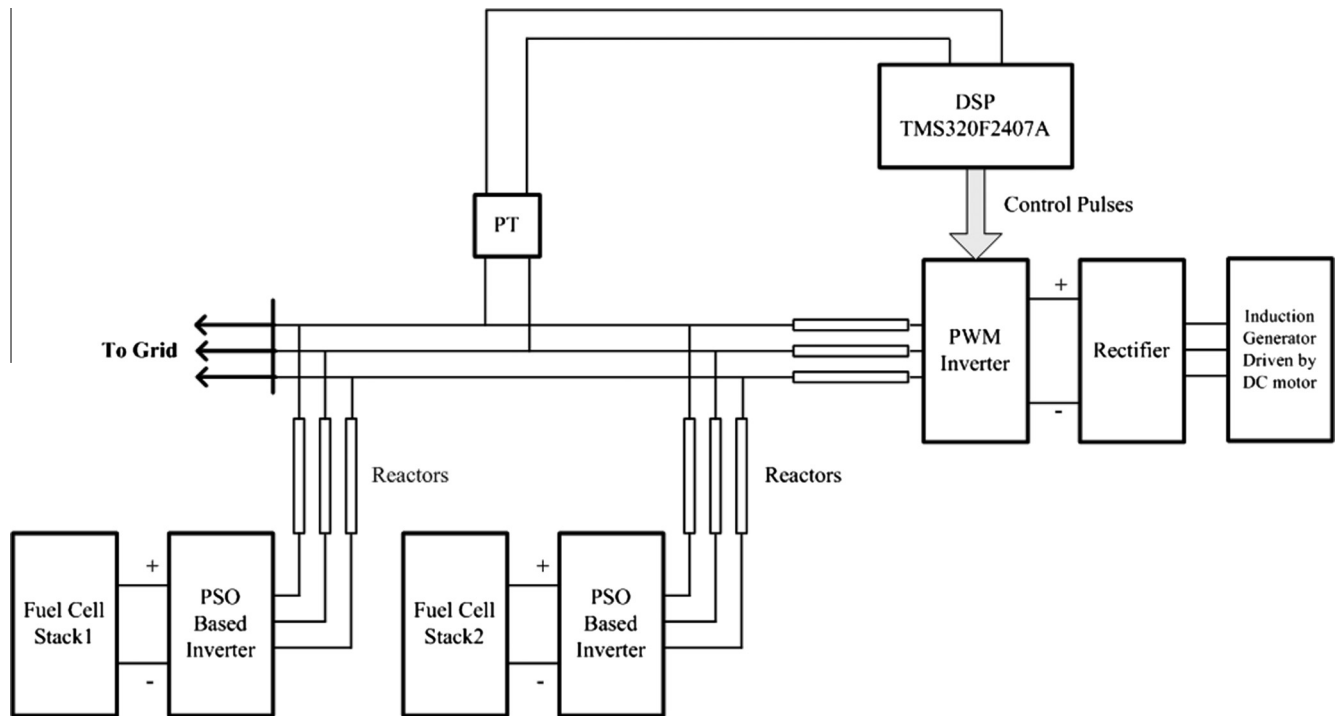 DSP
TMS320F2407A
Control Pulses
PT
To Grid
PWM
Inverter
+
-
Rectifier
Induction
Generator
Driven by
DC motor
Reactors
Reactors
Fuel Cell
Stack1
+
-
PSO
Based
Inverter
Fuel Cell
Stack2
+
-
PSO
Based
Inverter